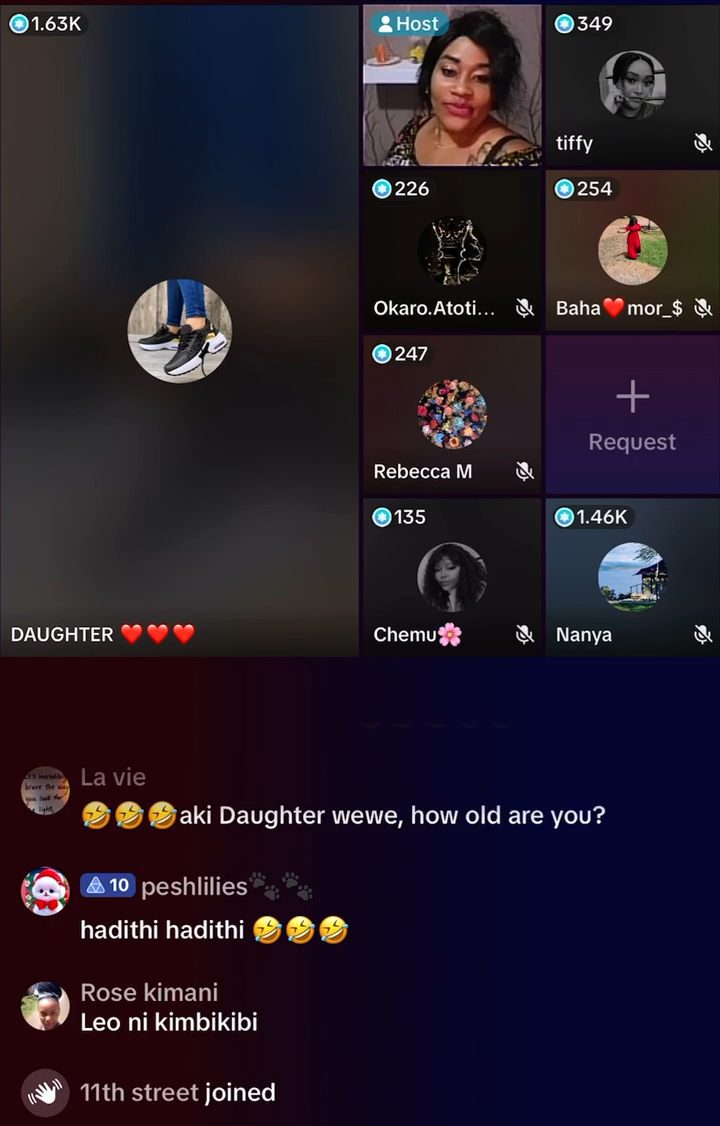 1.63K
Host
349
tiffy
226
Okaro.Atoti...
254
Baha❤️mor_$
247
Rebecca M
Request
135
Chemu🌸
1.46K
Nanya
DAUGHTER ❤️❤️❤️
La vie
🤣🤣🤣aki Daughter wewe, how old are you?
10 peshlilies🐾🐾
hadithi hadithi 🤣🤣🤣
Rose kimani
Leo ni kimbikibi
11th street joined